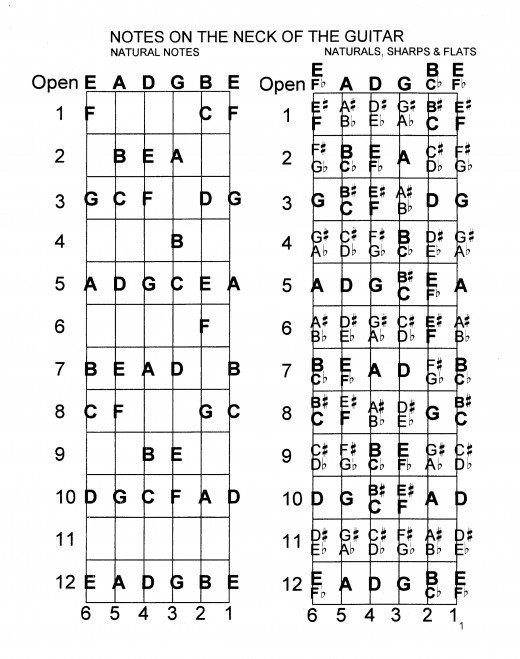 NOTES ON THE NECK OF THE GUITAR
NATURAL NOTES
Open E A D G B E
1 F C F
2 B E A
3 G C F D G
4 B
5 A D G C E A
6 F
7 B E A D B
8 C F G C
9 B E
10 D G C F A D
11
12 E A D G B E
6 5 4 3 2 1
NATURALS, SHARPS & FLATS
E B E
Open F♭ A D G C♭ F♭
1 E♯ A♯ D♯ G♯ B♯ E♯
F B♭ E♭ A♭ C F
2 F♯ B E A C♯ F♯
G♭ C♭ F♭ D♭ G♭
3 G B♯ E♯ A♯ D G
C F B♭
4 G♯ C♯ F♯ B D♯ G♯
A♭ D♭ G♭ C♭ E♭ A♭
5 A D G B♯ E A
C F♭
6 A♯ D♯ G♯ C♯ E♯ A♯
B♭ E♭ A♭ D♭ F B♭
7 B E A D F♯ B
C♭ F♭ G♭ C♭
8 B♯ E♯ A♯ D♯ G B♯
C F B♭ E♭ C
9 C♯ F♯ B E G♯ C♯
D♭ G♭ C♭ F♭ A♭ D♭
10 D G B♯ E♯ A D
C F
11 D♯ G♯ C♯ F♯ A♯ D♯
E♭ A♭ D♭ G♭ B♭ E♭
12 E A D G B E
F♭ C♭ F♭
6 5 4 3 2 1
1